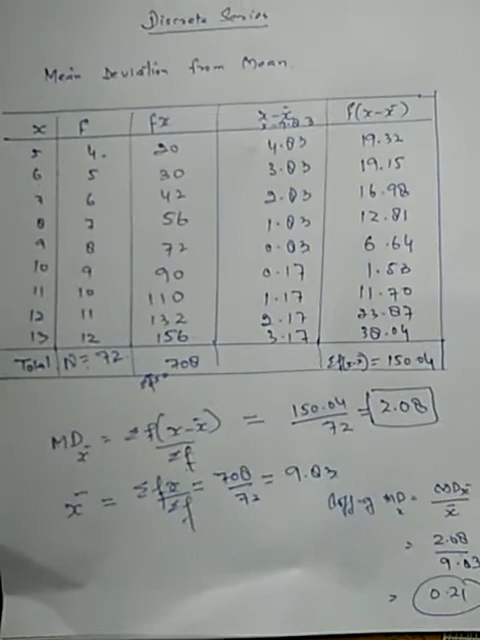 Discrete Series
Mean Deviation from Mean.
x f fx x-x̄ f(x-x̄)
x-9.83
5 4. 20 4.83 19.32
6 5 30 3.83 19.15
7 6 42 2.83 16.98
8 7 56 1.83 12.81
9 8 72 0.83 6.64
10 9 90 0.17 1.53
11 10 110 1.17 11.70
12 11 132 2.17 23.87
13 12 156 3.17 38.04
Total N=72. 708 Σf(x-x̄)=150.04
MDx̄ = Σf(x-x̄)/Σf = 150.04/72 = 2.08
x̄ = Σfx/Σf = 708/72 = 9.83
MDx = MDx̄/x̄
= 2.08/9.83
= 0.21